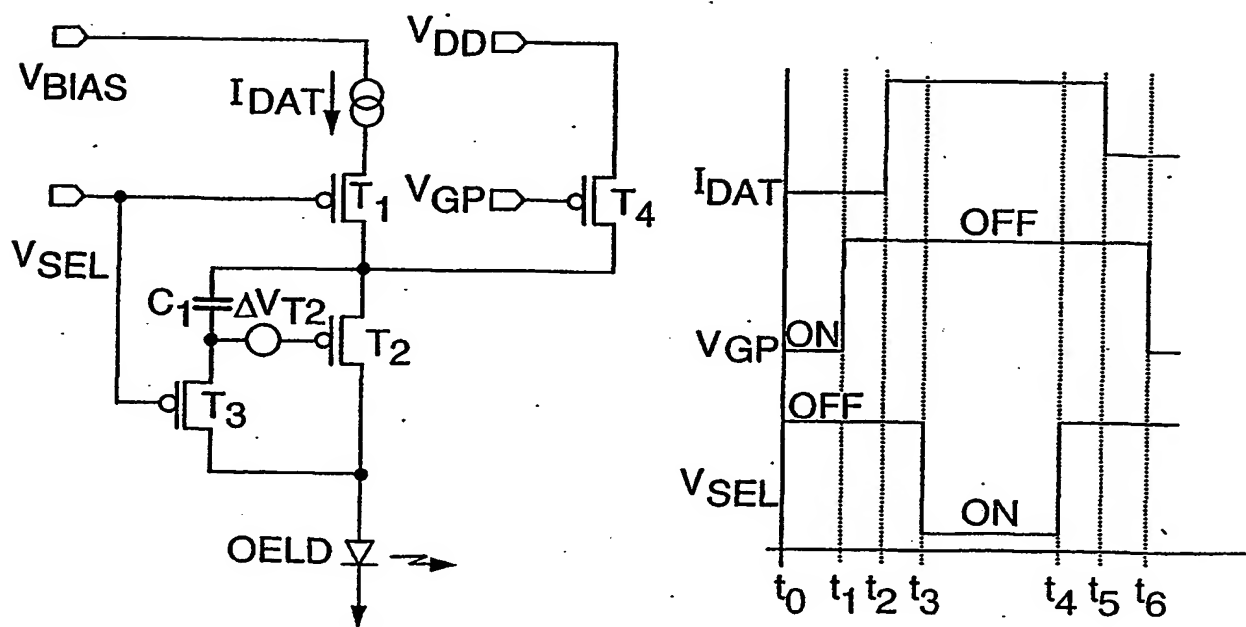 VBIAS
IDAT
VDD
VSEL
T1
VGP
T4
C1
ΔVT2
T2
T3
OELD
IDAT
OFF
VGP
ON
OFF
VSEL
ON
t0 t1 t2 t3 t4 t5 t6